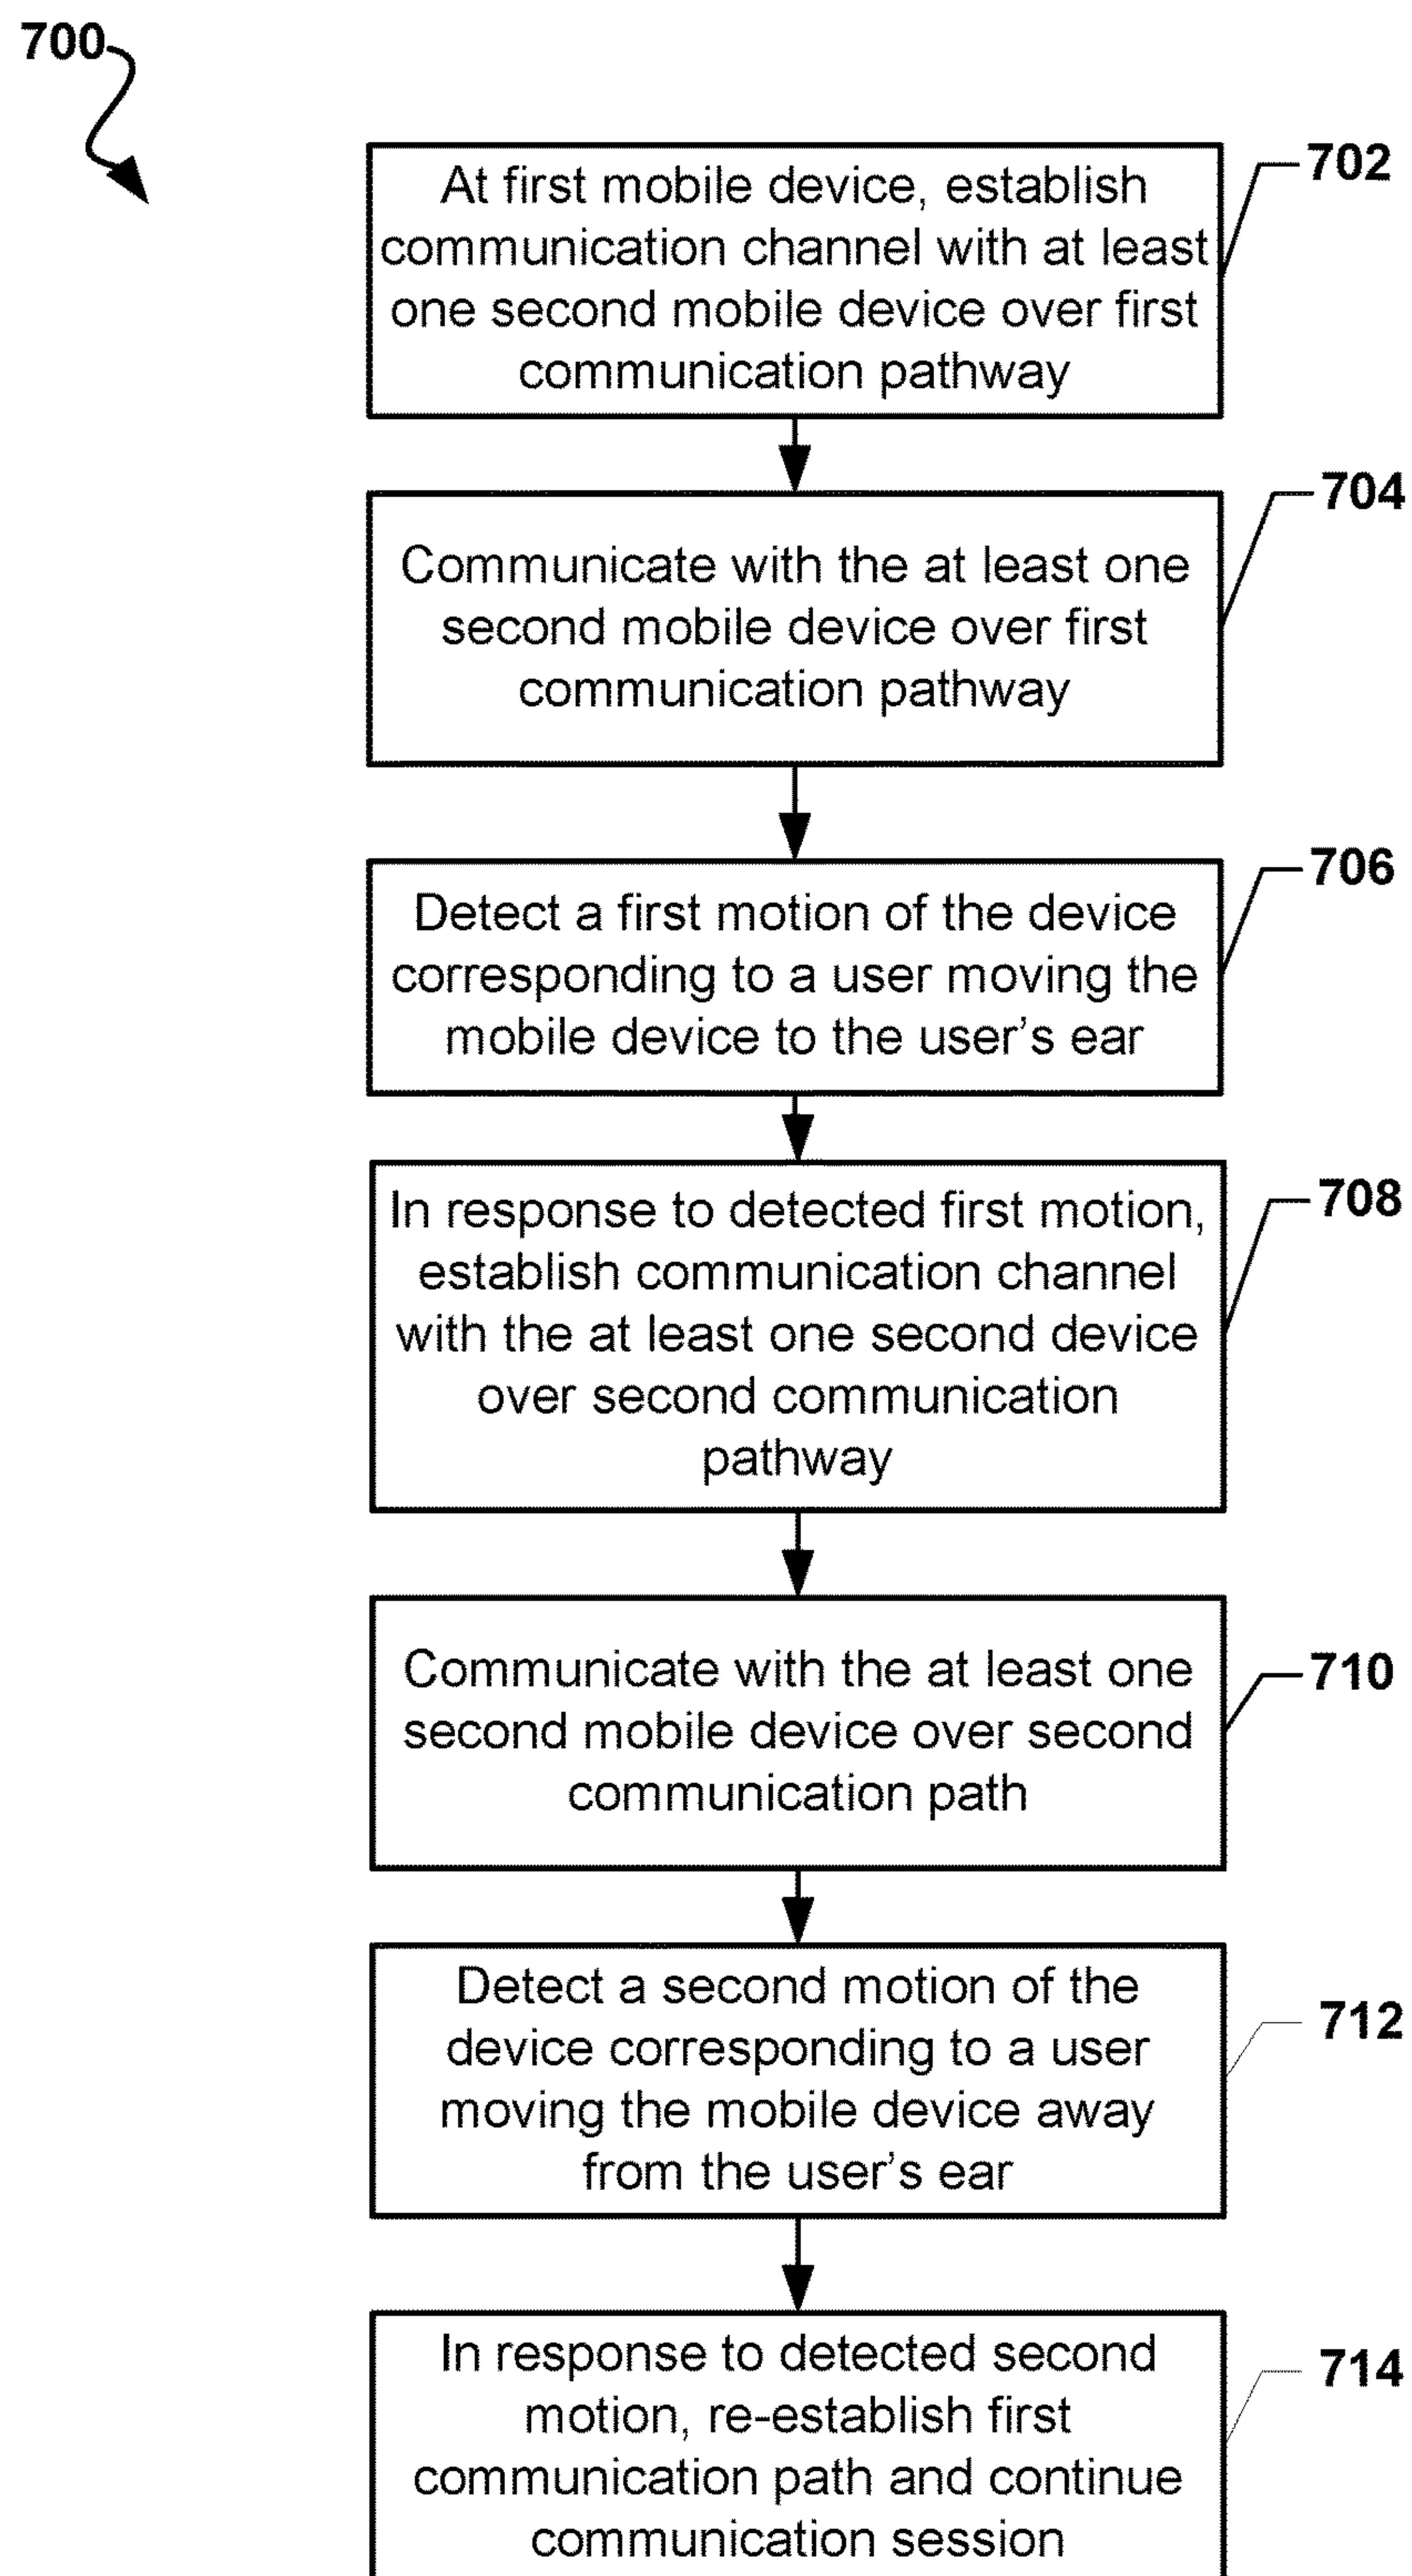 700
702
At first mobile device, establish
communication channel with at least
one second mobile device over first
communication pathway
704
Communicate with the at least one
second mobile device over first
communication pathway
706
Detect a first motion of the device
corresponding to a user moving the
mobile device to the user’s ear
708
In response to detected first motion,
establish communication channel
with the at least one second device
over second communication
pathway
710
Communicate with the at least one
second mobile device over second
communication path
712
Detect a second motion of the
device corresponding to a user
moving the mobile device away
from the user’s ear
714
In response to detected second
motion, re-establish first
communication path and continue
communication session